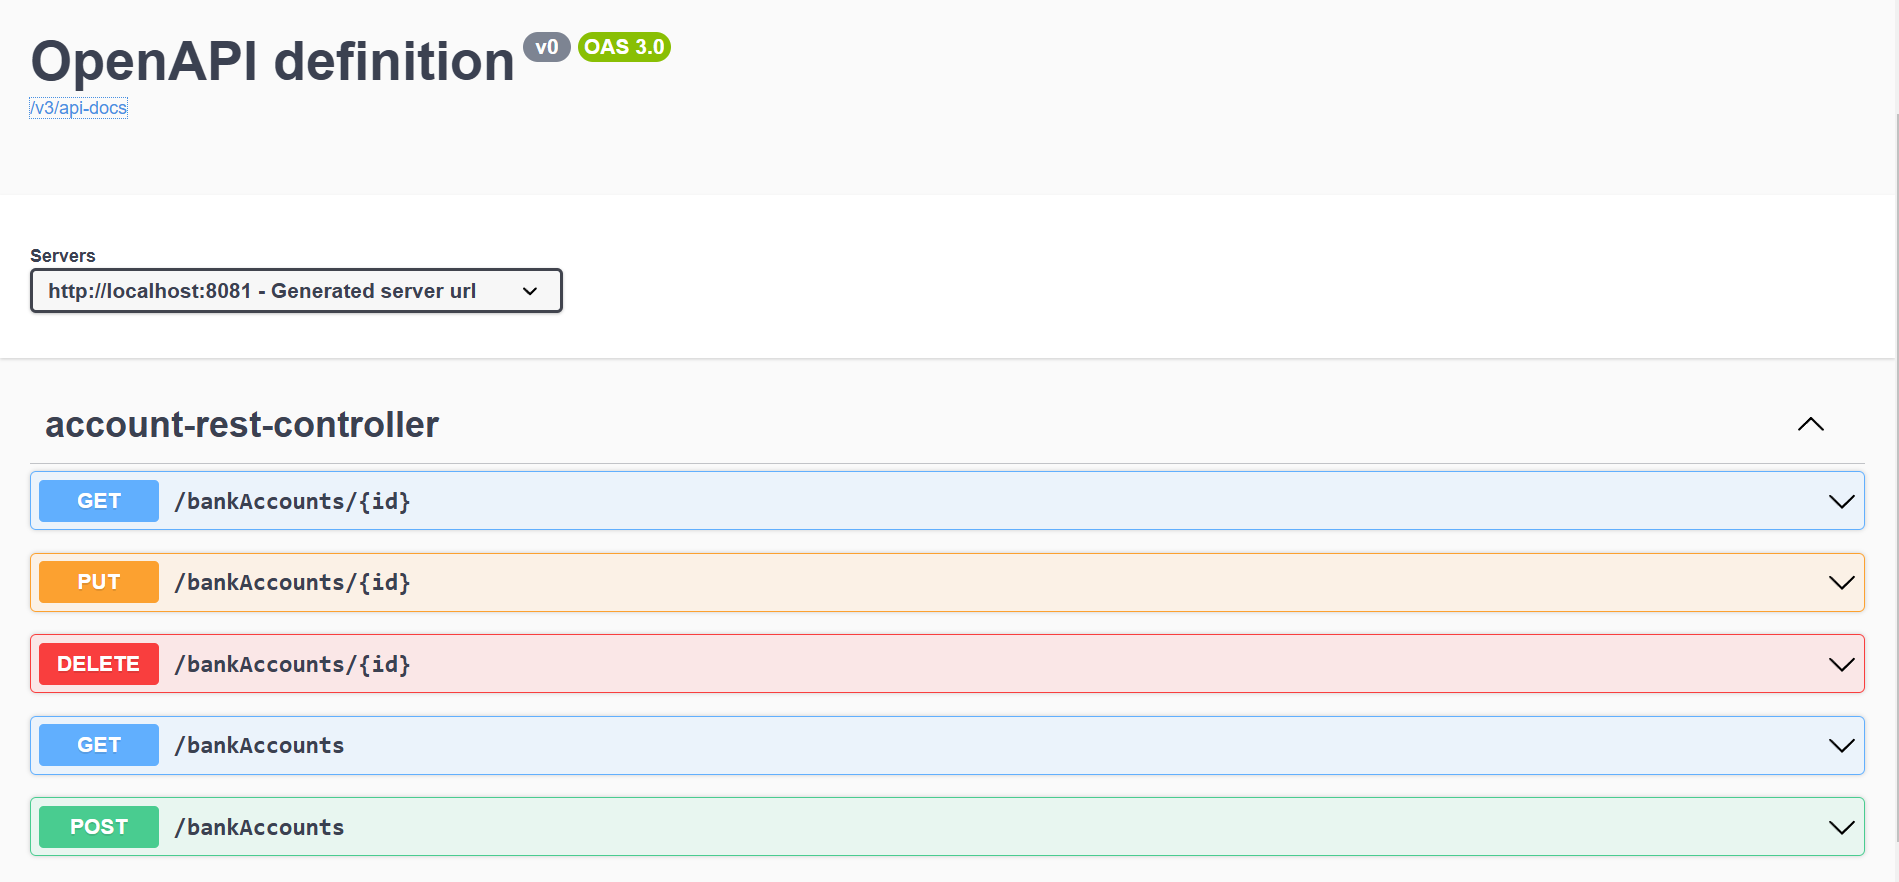 OpenAPI definition v0 OAS 3.0
/v3/api-docs
Servers
http://localhost:8081 - Generated server url
account-rest-controller
GET /bankAccounts/{id}
PUT /bankAccounts/{id}
DELETE /bankAccounts/{id}
GET /bankAccounts
POST /bankAccounts